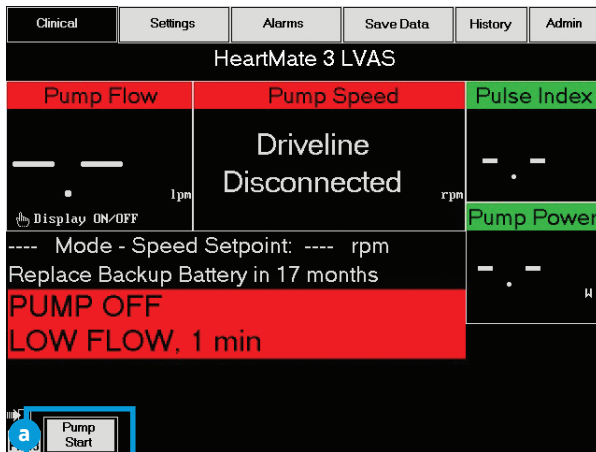 Clinical
Settings
Alarms
Save Data
History
Admin
HeartMate 3 LVAS
Pump Flow
Pump Speed
Pulse Index
-- --
.
lpm
Display ON/OFF
Driveline
Disconnected
rpm
-.-
Pump Power
-.-
W
---- Mode - Speed Setpoint: ---- rpm
Replace Backup Battery in 17 months
PUMP OFF
LOW FLOW, 1 min
a
Pump
Start